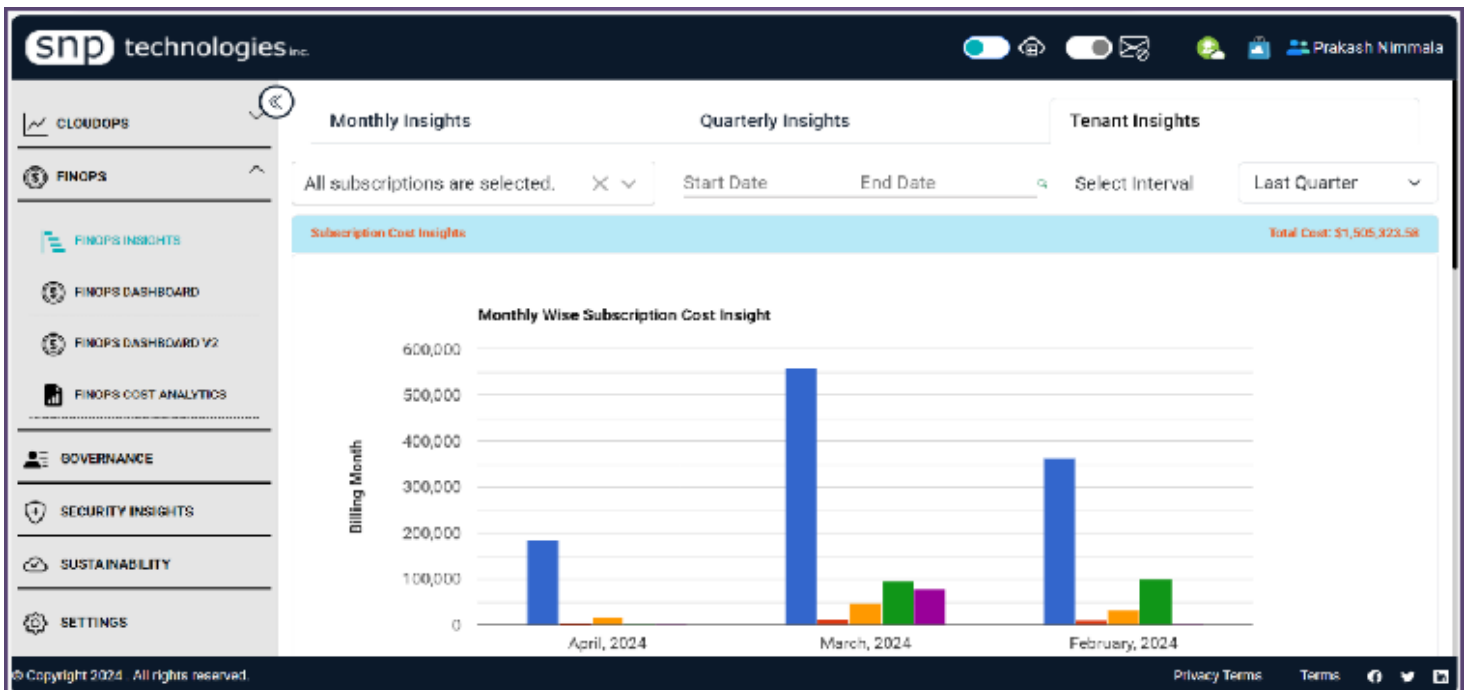 snp technologies inc.
Prakash Nimmala
CLOUDOPS
FINOPS
FINOPS INSIGHTS
FINOPS DASHBOARD
FINOPS DASHBOARD V2
FINOPS COST ANALYTICS
GOVERNANCE
SECURITY INSIGHTS
SUSTAINABILITY
SETTINGS
Monthly Insights Quarterly Insights Tenant Insights
All subscriptions are selected. Start Date End Date Select Interval Last Quarter
Subscription Cost Insights Total Cost: $1,505,323.58
Monthly Wise Subscription Cost Insight
Billing Month
600,000
500,000
400,000
300,000
200,000
100,000
0
April, 2024 March, 2024 February, 2024
© Copyright 2024 . All rights reserved. Privacy Terms Terms